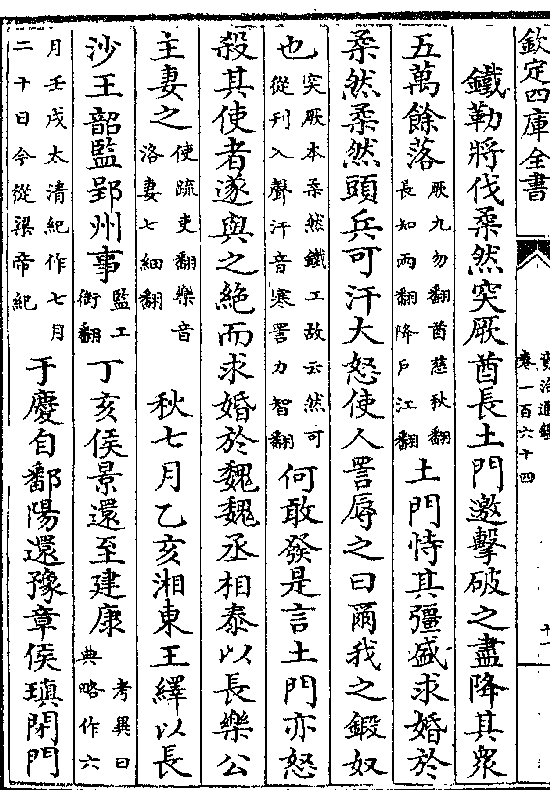 欽定四庫全書
資治通鑑
卷一百六十四
鐵勒將伐柔然突厥酋長土門邀擊破之盡降其衆
五萬餘落厥九勿翻酋慈秋翻長知兩翻降戶江翻土門恃其彊盛求婚於
柔然柔然頭兵可汗大怒使人詈辱之曰爾我之鍛奴
也突厥本柔然鐵工故云然可從刋入聲汗音寒詈力智翻何敢發是言土門亦怒
殺其使者遂與之絶而求婚於魏魏丞相泰以長樂公
主妻之使疏吏翻樂音洛妻七細翻秋七月乙亥湘東王繹以長
沙王韶監郢州事監工衘翻丁亥侯景還至建康考異曰典略作六
月壬戌太清紀作七月二十日今從梁帝紀于慶自鄱陽還豫章侯瑱閉門